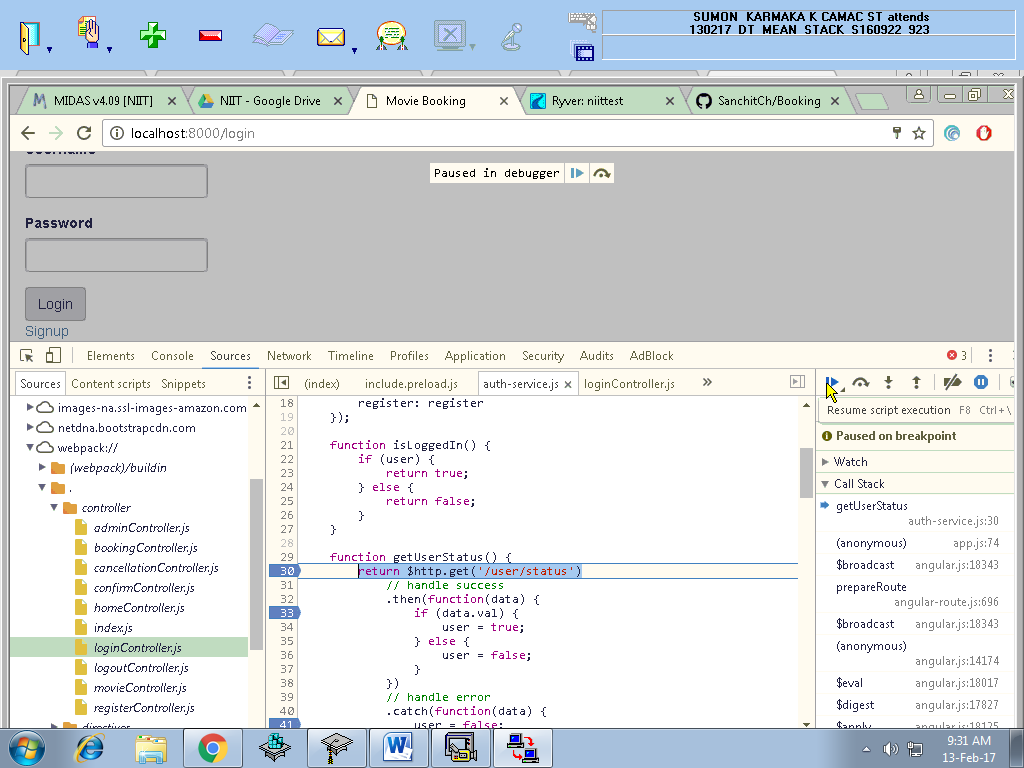 SUMON KARMAKA K CAMAC ST attends
130217 DT MEAN STACK S160922 923
MIDAS v4.09 [NIIT]
NIIT - Google Drive
Movie Booking
Ryver: niittest
SanchitCh/Booking
localhost:8000/login
Username
Paused in debugger
Password
Login
Signup
Elements Console Sources Network Timeline Profiles Application Security Audits AdBlock
3
Sources Content scripts Snippets
(index) include.preload.js auth-service.js loginController.js
images-na.ssl-images-amazon.com
netdna.bootstrapcdn.com
webpack://
(webpack)/buildin
.
controller
adminController.js
bookingController.js
cancellationController.js
confirmController.js
homeController.js
index.js
loginController.js
logoutController.js
movieController.js
registerController.js
directives
18 register: register
19 });
20
21 function isLoggedIn() {
22 if (user) {
23 return true;
24 } else {
25 return false;
26 }
27 }
28
29 function getUserStatus() {
30 return $http.get('/user/status')
31 // handle success
32 .then(function(data) {
33 if (data.val) {
34 user = true;
35 } else {
36 user = false;
37 }
38 })
39 // handle error
40 .catch(function(data) {
41 user = false;
Resume script execution F8 Ctrl+\
Paused on breakpoint
Watch
Call Stack
getUserStatus
auth-service.js:30
(anonymous) app.js:74
$broadcast angular.js:18343
prepareRoute
angular-route.js:696
$broadcast angular.js:18343
(anonymous)
angular.js:14174
$eval angular.js:18017
$digest angular.js:17827
$apply angular.js:18125
9:31 AM
13-Feb-17